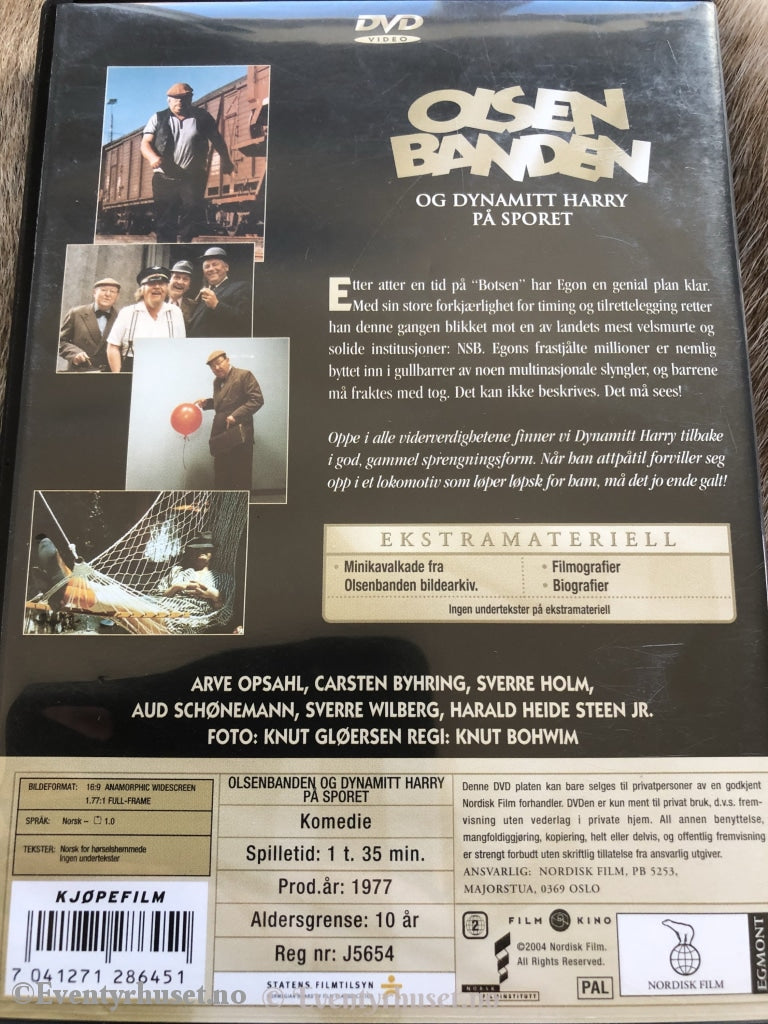 DVD
VIDEO
OLSEN
BANDEN
OG DYNAMITT HARRY
PÅ SPORET
Etter atter en tid på "Botsen" har Egon en genial plan klar.
Med sin store forkjærlighet for timing og tilrettelegging retter
han denne gangen blikket mot en av landets mest velsmurte og
solide institusjoner: NSB. Egons frastjålte millioner er nemlig
byttet inn i gullbarrer av noen multinasjonale slyngler, og barrene
må fraktes med tog. Det kan ikke beskrives. Det må sees!
Oppe i alle viderverdighetene finner vi Dynamitt Harry tilbake
i god, gammel sprengningsform. Når han attpåtil forviller seg
opp i et lokomotiv som løper løpsk for ham, må det jo ende galt!
EKSTRAMATERIELL
• Minikavalkade fra
Olsenbanden bildearkiv.
• Filmografier
• Biografier
Ingen undertekster på ekstramateriell
ARVE OPSAHL, CARSTEN BYHRING, SVERRE HOLM,
AUD SCHØNEMANN, SVERRE WILBERG, HARALD HEIDE STEEN JR.
FOTO: KNUT GLØERSEN REGI: KNUT BOHWIM
BILDEFORMAT: 16:9 ANAMORPHIC WIDESCREEN
1.77:1 FULL-FRAME
SPRÅK: Norsk – 1.0
TEKSTER: Norsk for hørselshemmede
Ingen undertekster
KJØPEFILM
7 041271 286451
OLSENBANDEN OG DYNAMITT HARRY
PÅ SPORET
Komedie
Spilletid: 1 t. 35 min.
Prod.år: 1977
Aldersgrense: 10 år
Reg nr: J5654
STATENS FILMTILSYN
Denne DVD platen kan bare selges til privatpersoner av en godkjent
Nordisk Film forhandler. DVDen er kun ment til privat bruk, d.v.s. frem-
visning uten vederlag i private hjem. All annen benyttelse,
mangfoldiggjøring, kopiering, helt eller delvis, og offentlig fremvisning
er strengt forbudt uten skriftlig tillatelse fra ansvarlig utgiver.
ANSVARLIG: NORDISK FILM, PB 5253,
MAJORSTUA, 0369 OSLO
2
FILM KINO
©2004 Nordisk Film.
All Rights Reserved.
NORSK
FILMINSTITUTT
PAL
NORDISK FILM
EGMONT
©Eventyrhuset.no
©Eventyrhuset.no